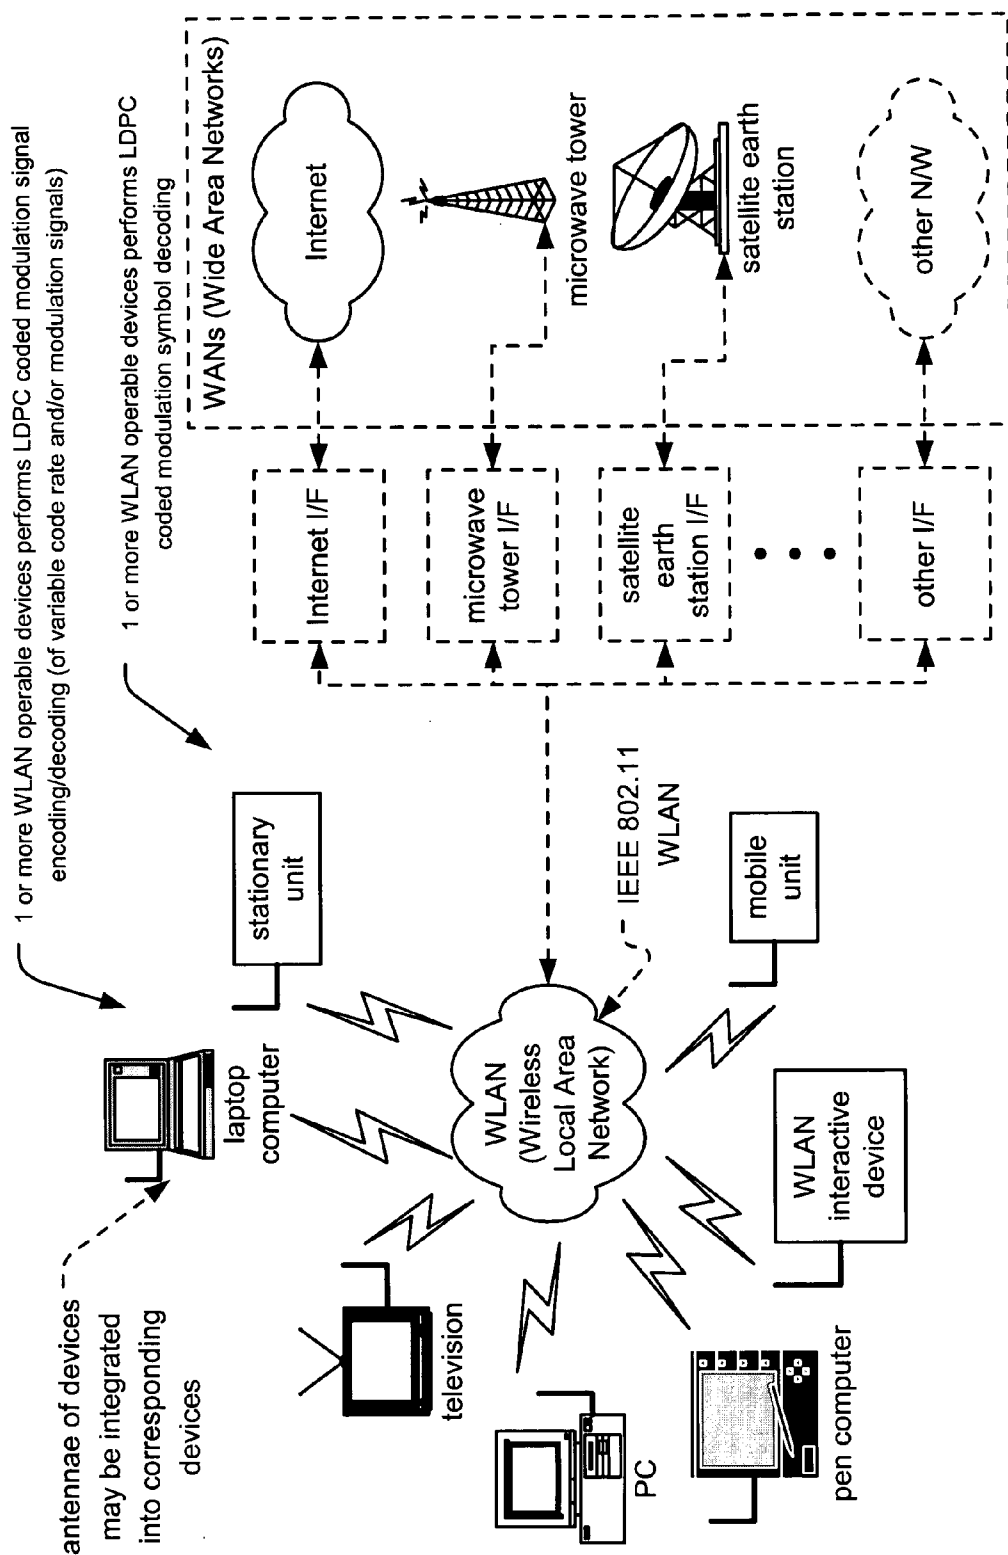 1 or more WLAN operable devices performs LDPC coded modulation signal
encoding/decoding (of variable code rate and/or modulation signals)
1 or more WLAN operable devices performs LDPC
coded modulation symbol decoding
antennae of devices
may be integrated
into corresponding
devices
laptop
computer
stationary
unit
television
PC
pen computer
WLAN
interactive
device
mobile
unit
WLAN
(Wireless
Local Area
Network)
IEEE 802.11
WLAN
Internet I/F
microwave
tower I/F
satellite
earth
station I/F
other I/F
WANs (Wide Area Networks)
Internet
microwave tower
satellite earth
station
other N/W